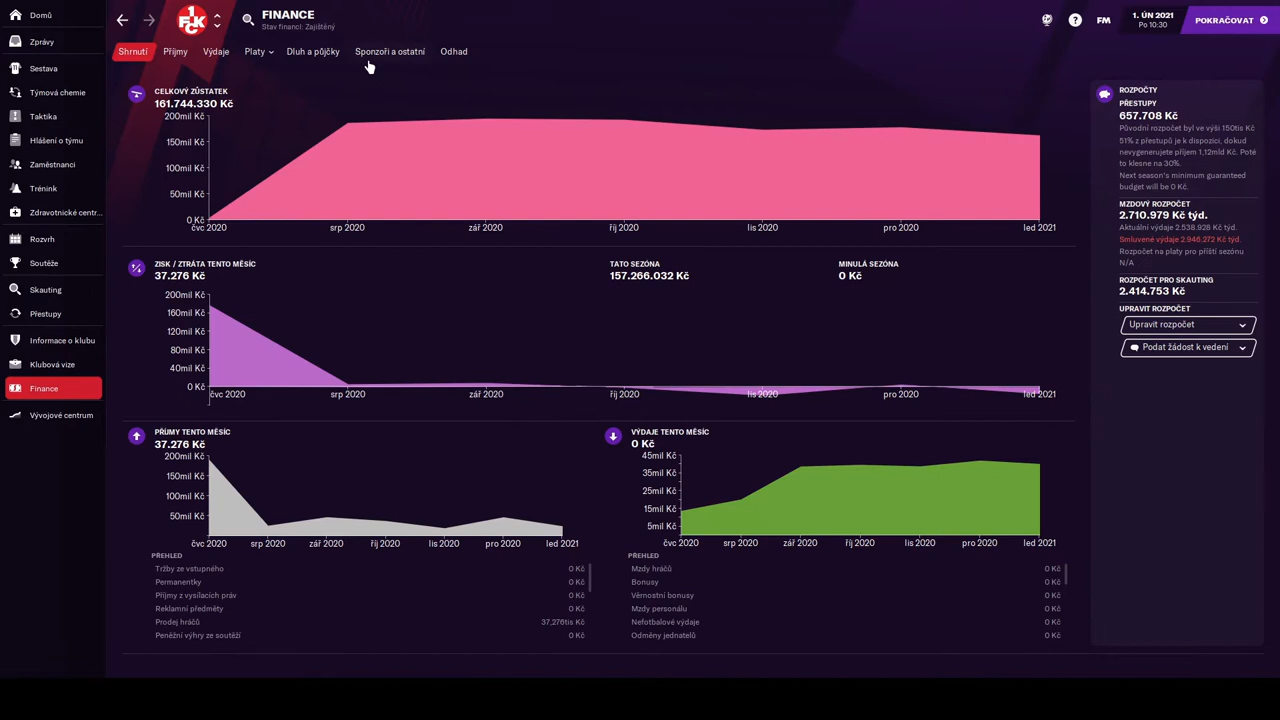 Domů
Zprávy
Sestava
Týmová chemie
Taktika
Hlášení o týmu
Zaměstnanci
Trénink
Zdravotnické centr...
Rozvrh
Soutěže
Skauting
Přestupy
Informace o klubu
Klubová vize
Finance
Vývojové centrum
1.
FCK
FINANCE
Stav financí: Zajištěný
FM
1. ÚN 2021
Po 10:30
POKRAČOVAT
Shrnutí
Příjmy
Výdaje
Platy
Dluh a půjčky
Sponzoři a ostatní
Odhad
CELKOVÝ ZŮSTATEK
161.744.330 Kč
200mil Kč
150mil Kč
100mil Kč
50mil Kč
0 Kč
čvc 2020
srp 2020
zář 2020
říj 2020
lis 2020
pro 2020
led 2021
ZISK / ZTRÁTA TENTO MĚSÍC
37.276 Kč
TATO SEZÓNA
157.266.032 Kč
MINULÁ SEZÓNA
0 Kč
200mil Kč
160mil Kč
120mil Kč
80mil Kč
40mil Kč
0 Kč
čvc 2020
srp 2020
zář 2020
říj 2020
lis 2020
pro 2020
led 2021
PŘÍJMY TENTO MĚSÍC
37.276 Kč
200mil Kč
150mil Kč
100mil Kč
50mil Kč
čvc 2020
srp 2020
zář 2020
říj 2020
lis 2020
pro 2020
led 2021
PŘEHLED
Tržby ze vstupného 0 Kč
Permanentky 0 Kč
Příjmy z vysílacích práv 0 Kč
Reklamní předměty 0 Kč
Prodej hráčů 37,276tis Kč
Peněžní výhry ze soutěží 0 Kč
VÝDAJE TENTO MĚSÍC
0 Kč
45mil Kč
35mil Kč
25mil Kč
15mil Kč
5mil Kč
čvc 2020
srp 2020
zář 2020
říj 2020
lis 2020
pro 2020
led 2021
PŘEHLED
Mzdy hráčů 0 Kč
Bonusy 0 Kč
Věrnostní bonusy 0 Kč
Mzdy personálu 0 Kč
Nefotbalové výdaje 0 Kč
Odměny jednatelů 0 Kč
ROZPOČTY
PŘESTUPY
657.708 Kč
Původní rozpočet byl ve výši 150tis Kč
51% z přestupů je k dispozici, dokud
nevygenerujete příjem 1,12mld Kč. Poté
to klesne na 30%.
Next season's minimum guaranteed
budget will be 0 Kč.
MZDOVÝ ROZPOČET
2.710.979 Kč týd.
Aktuální výdaje 2.538.928 Kč týd.
Smluvené výdaje 2.946.272 Kč týd.
Rozpočet na platy pro příští sezónu
N/A
ROZPOČET PRO SKAUTING
2.414.753 Kč
UPRAVIT ROZPOČET
Upravit rozpočet
Podat žádost k vedení